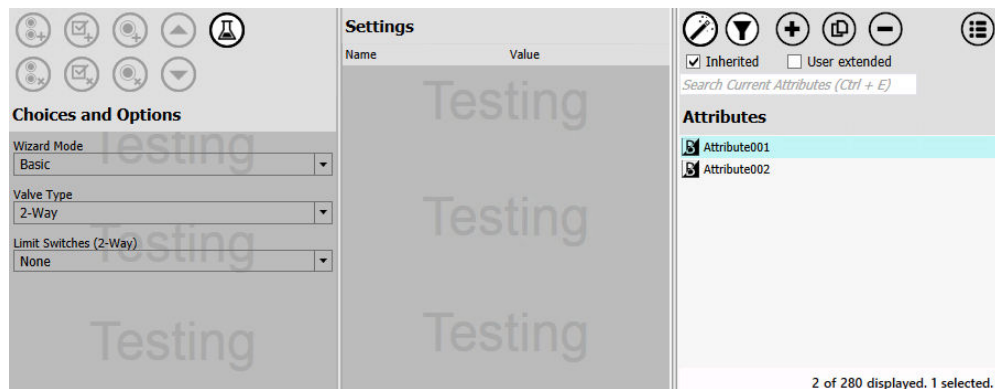 Choices and Options
Testing
Wizard Mode
Basic
Valve Type
2-Way
Testing
Limit Switches (2-Way)
None
Testing
Settings
Name Value
Testing
Testing
Testing
Inherited User extended
Search Current Attributes (Ctrl + E)
Attributes
Attribute001
Attribute002
2 of 280 displayed. 1 selected.